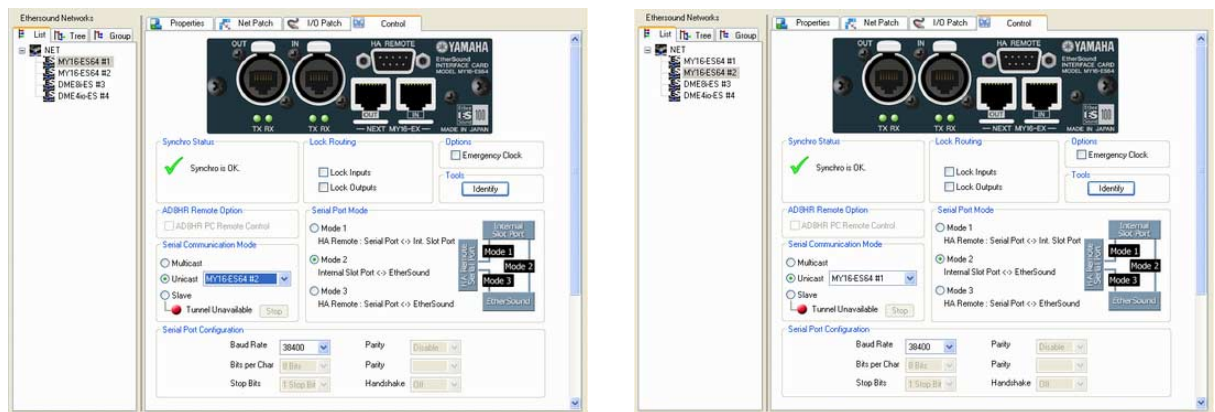 Ethersound Networks
List Tree Group
NET
MY16-ES64 #1
MY16-ES64 #2
DME8i-ES #3
DME4io-ES #4
Properties Net Patch I/O Patch Control
OUT IN HA REMOTE YAMAHA
EtherSound
INTERFACE CARD
MODEL MY16-ES64
OUT IN
TX RX TX RX NEXT MY16-EX MADE IN JAPAN
Synchro Status
Synchro is OK.
Lock Routing
Lock Inputs
Lock Outputs
Options
Emergency Clock
Tools
Identify
AD8HR Remote Option
AD8HR PC Remote Control
Serial Communication Mode
Multicast
Unicast MY16-ES64 #2
Slave
Tunnel Unavailable Stop
Serial Port Mode
Mode 1
HA Remote : Serial Port <-> Int. Slot Port
Mode 2
Internal Slot Port <-> EtherSound
Mode 3
HA Remote : Serial Port <-> EtherSound
Internal
Slot Port
HA Remote
Serial Port
Mode 1
Mode 2
Mode 3
EtherSound
Serial Port Configuration
Baud Rate 38400 Parity Disable
Bits per Char 8 Bits Parity
Stop Bits 1 Stop Bit Handshake Off
Ethersound Networks
List Tree Group
NET
MY16-ES64 #1
MY16-ES64 #2
DME8i-ES #3
DME4io-ES #4
Properties Net Patch I/O Patch Control
OUT IN HA REMOTE YAMAHA
EtherSound
INTERFACE CARD
MODEL MY16-ES64
OUT IN
TX RX TX RX NEXT MY16-EX MADE IN JAPAN
Synchro Status
Synchro is OK.
Lock Routing
Lock Inputs
Lock Outputs
Options
Emergency Clock
Tools
Identify
AD8HR Remote Option
AD8HR PC Remote Control
Serial Communication Mode
Multicast
Unicast MY16-ES64 #1
Slave
Tunnel Unavailable Stop
Serial Port Mode
Mode 1
HA Remote : Serial Port <-> Int. Slot Port
Mode 2
Internal Slot Port <-> EtherSound
Mode 3
HA Remote : Serial Port <-> EtherSound
Internal
Slot Port
HA Remote
Serial Port
Mode 1
Mode 2
Mode 3
EtherSound
Serial Port Configuration
Baud Rate 38400 Parity Disable
Bits per Char 8 Bits Parity
Stop Bits 1 Stop Bit Handshake Off